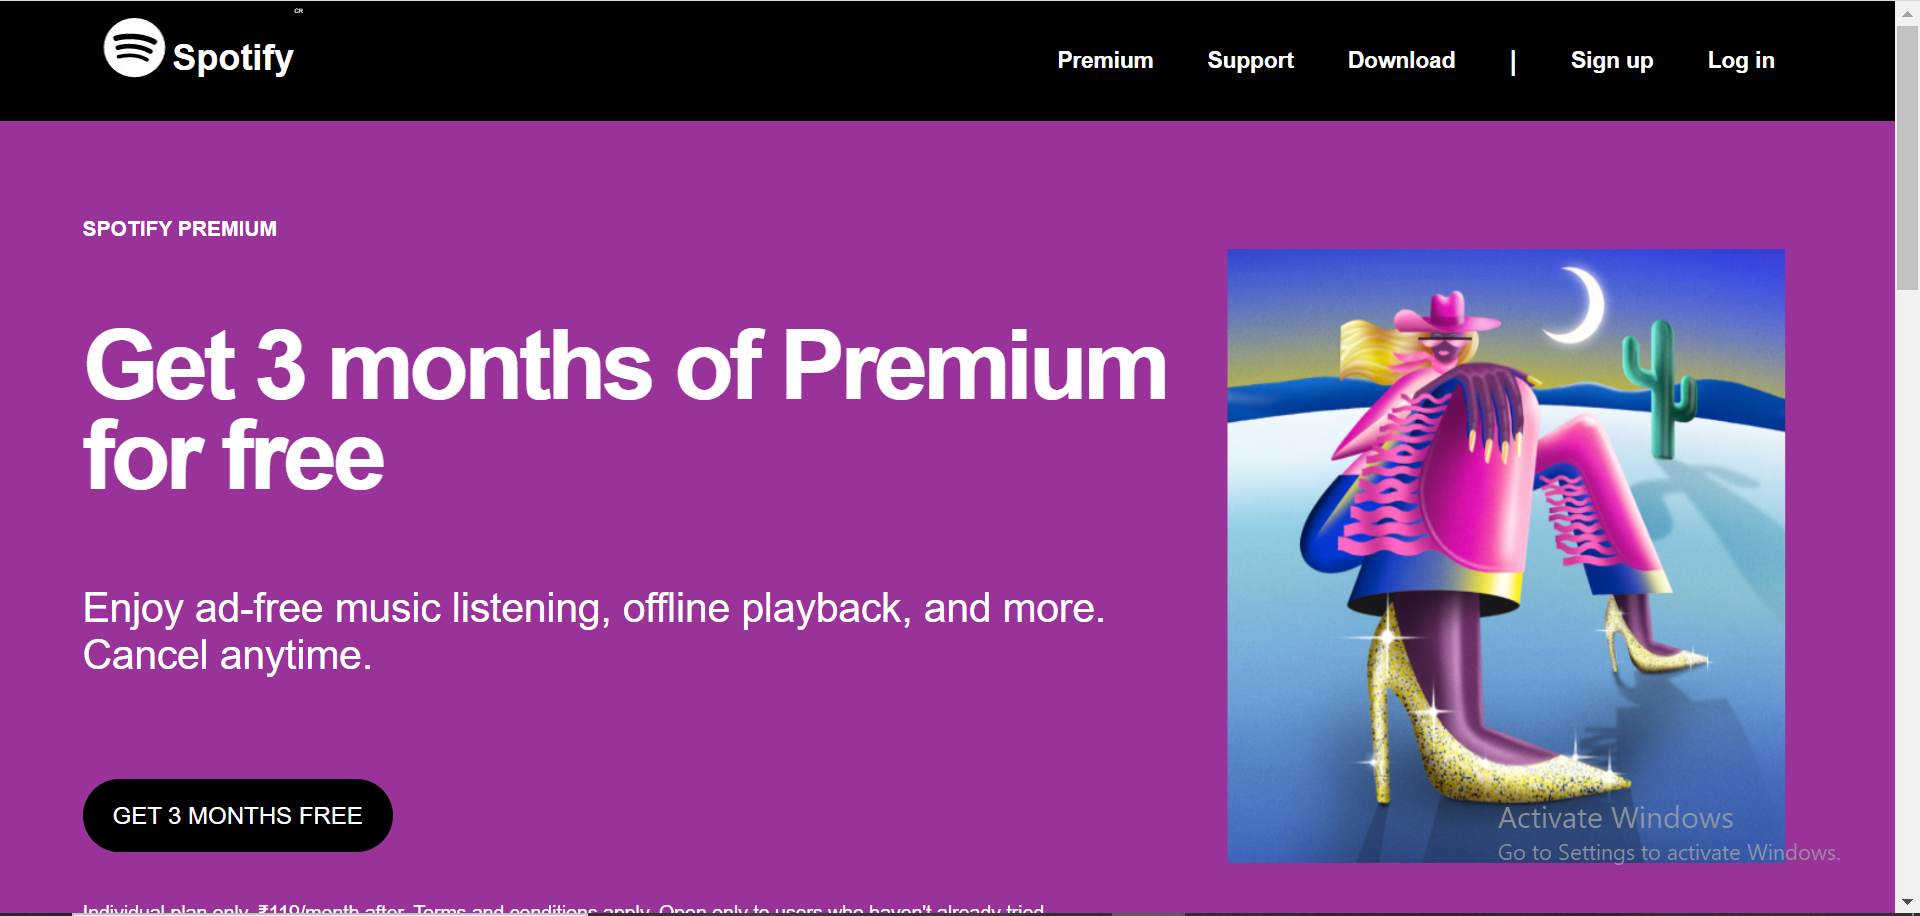 CR
Spotify
Premium Support Download | Sign up Log in
SPOTIFY PREMIUM
Get 3 months of Premium
for free
Enjoy ad-free music listening, offline playback, and more.
Cancel anytime.
GET 3 MONTHS FREE
Activate Windows
Go to Settings to activate Windows.
Individual plan only. ₹119/month after. Terms and conditions apply. Open only to users who haven't already tried